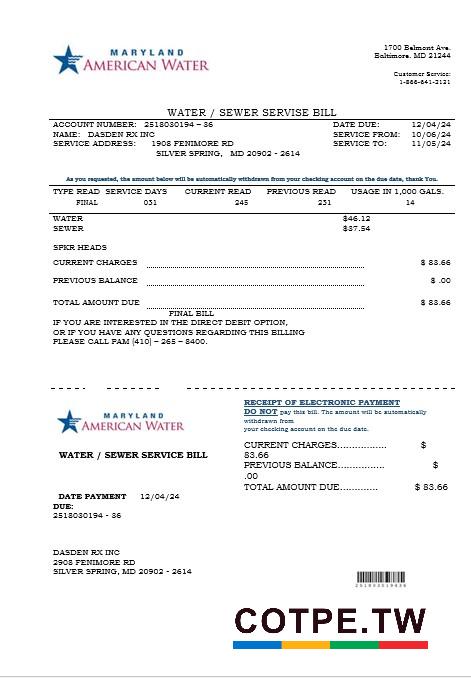 MARYLAND
AMERICAN WATER
1700 Belmont Ave.
Baltimore. MD 21244
Customer Service:
1-866-641-2131
WATER / SEWER SERVISE BILL
ACCOUNT NUMBER: 2518030194 – 36 DATE DUE: 12/04/24
NAME: DASDEN RX INC SERVICE FROM: 10/06/24
SERVICE ADDRESS: 1908 FENIMORE RD SERVICE TO: 11/05/24
SILVER SPRING, MD 20902 - 2614
As you requested, the amount below will be automatically withdrawn from your checking account on the due date, thank You.
TYPE READ SERVICE DAYS CURRENT READ PREVIOUS READ USAGE IN 1,000 GALS.
FINAL 031 245 231 14
WATER $46.12
SEWER $37.54
SPKR HEADS
CURRENT CHARGES $ 83.66
PREVIOUS BALANCE $ .00
TOTAL AMOUNT DUE $ 83.66
FINAL BILL
IF YOU ARE INTERESTED IN THE DIRECT DEBIT OPTION,
OR IF YOU HAVE ANY QUESTIONS REGARDING THIS BILLING
PLEASE CALL PAM (410) – 265 – 8400.
MARYLAND
AMERICAN WATER
WATER / SEWER SERVICE BILL
DATE PAYMENT 12/04/24
DUE:
2518030194 - 36
DASDEN RX INC
2908 FENIMORE RD
SILVER SPRING, MD 20902 - 2614
RECEIPT OF ELECTRONIC PAYMENT
DO NOT pay this bill. The amount will be automatically
withdrawn from
your checking account on the due date.
CURRENT CHARGES................. $
83.66
PREVIOUS BALANCE................ $
.00
TOTAL AMOUNT DUE............. $ 83.66
COTPE.TW